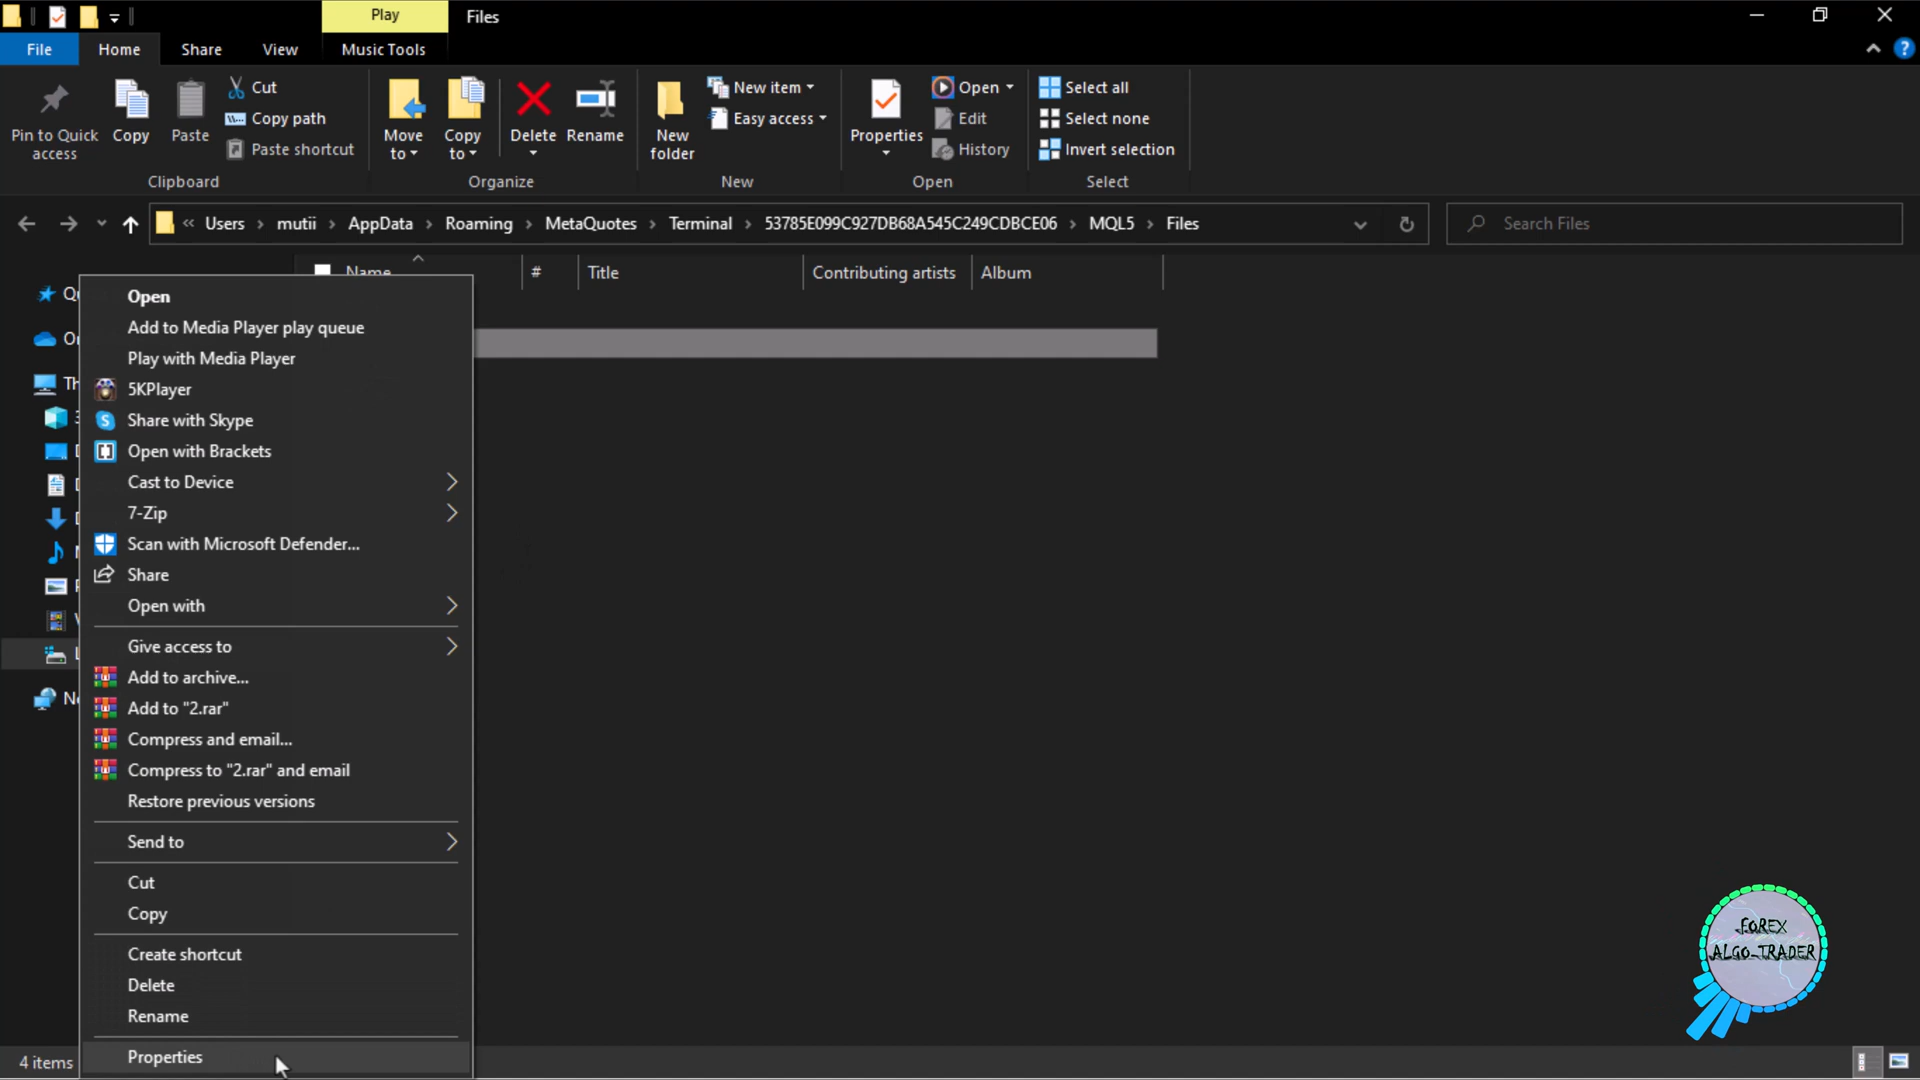 Play
Files
File
Home
Share
View
Music Tools
Pin to Quick
access
Copy
Paste
Cut
Copy path
Paste shortcut
Clipboard
Move
to
Copy
to
Delete
Rename
Organize
New
folder
New item
Easy access
New
Properties
Open
Edit
History
Open
Select all
Select none
Invert selection
Select
« Users › mutii › AppData › Roaming › MetaQuotes › Terminal › 53785E099C927DB68A545C249CDBCE06 › MQL5 › Files
Search Files
Name
#
Title
Contributing artists
Album
Open
Add to Media Player play queue
Play with Media Player
5KPlayer
Share with Skype
Open with Brackets
Cast to Device
7-Zip
Scan with Microsoft Defender...
Share
Open with
Give access to
Add to archive...
Add to "2.rar"
Compress and email...
Compress to "2.rar" and email
Restore previous versions
Send to
Cut
Copy
Create shortcut
Delete
Rename
Properties
4 items
FOREX
ALGO-TRADER